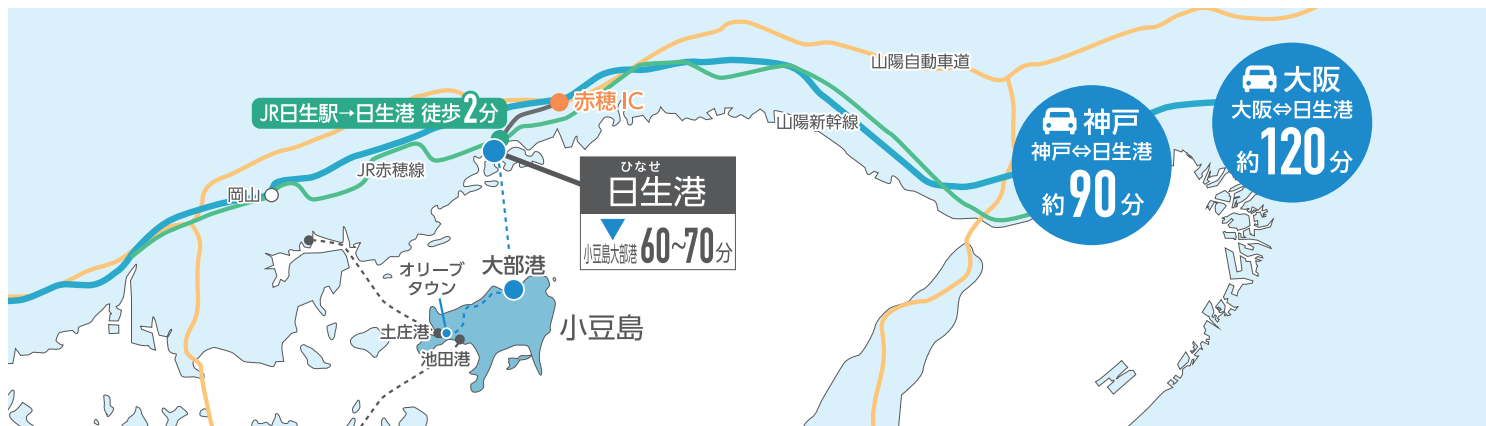 山陽自動車道
大阪
大阪⇔日生港
約120分
神戸
神戸⇔日生港
約90分
JR日生駅→日生港 徒歩2分
赤穂IC
山陽新幹線
JR赤穂線
岡山
ひなせ
日生港
小豆島大部港 60~70分
オリーブ
タウン
大部港
小豆島
土庄港
池田港